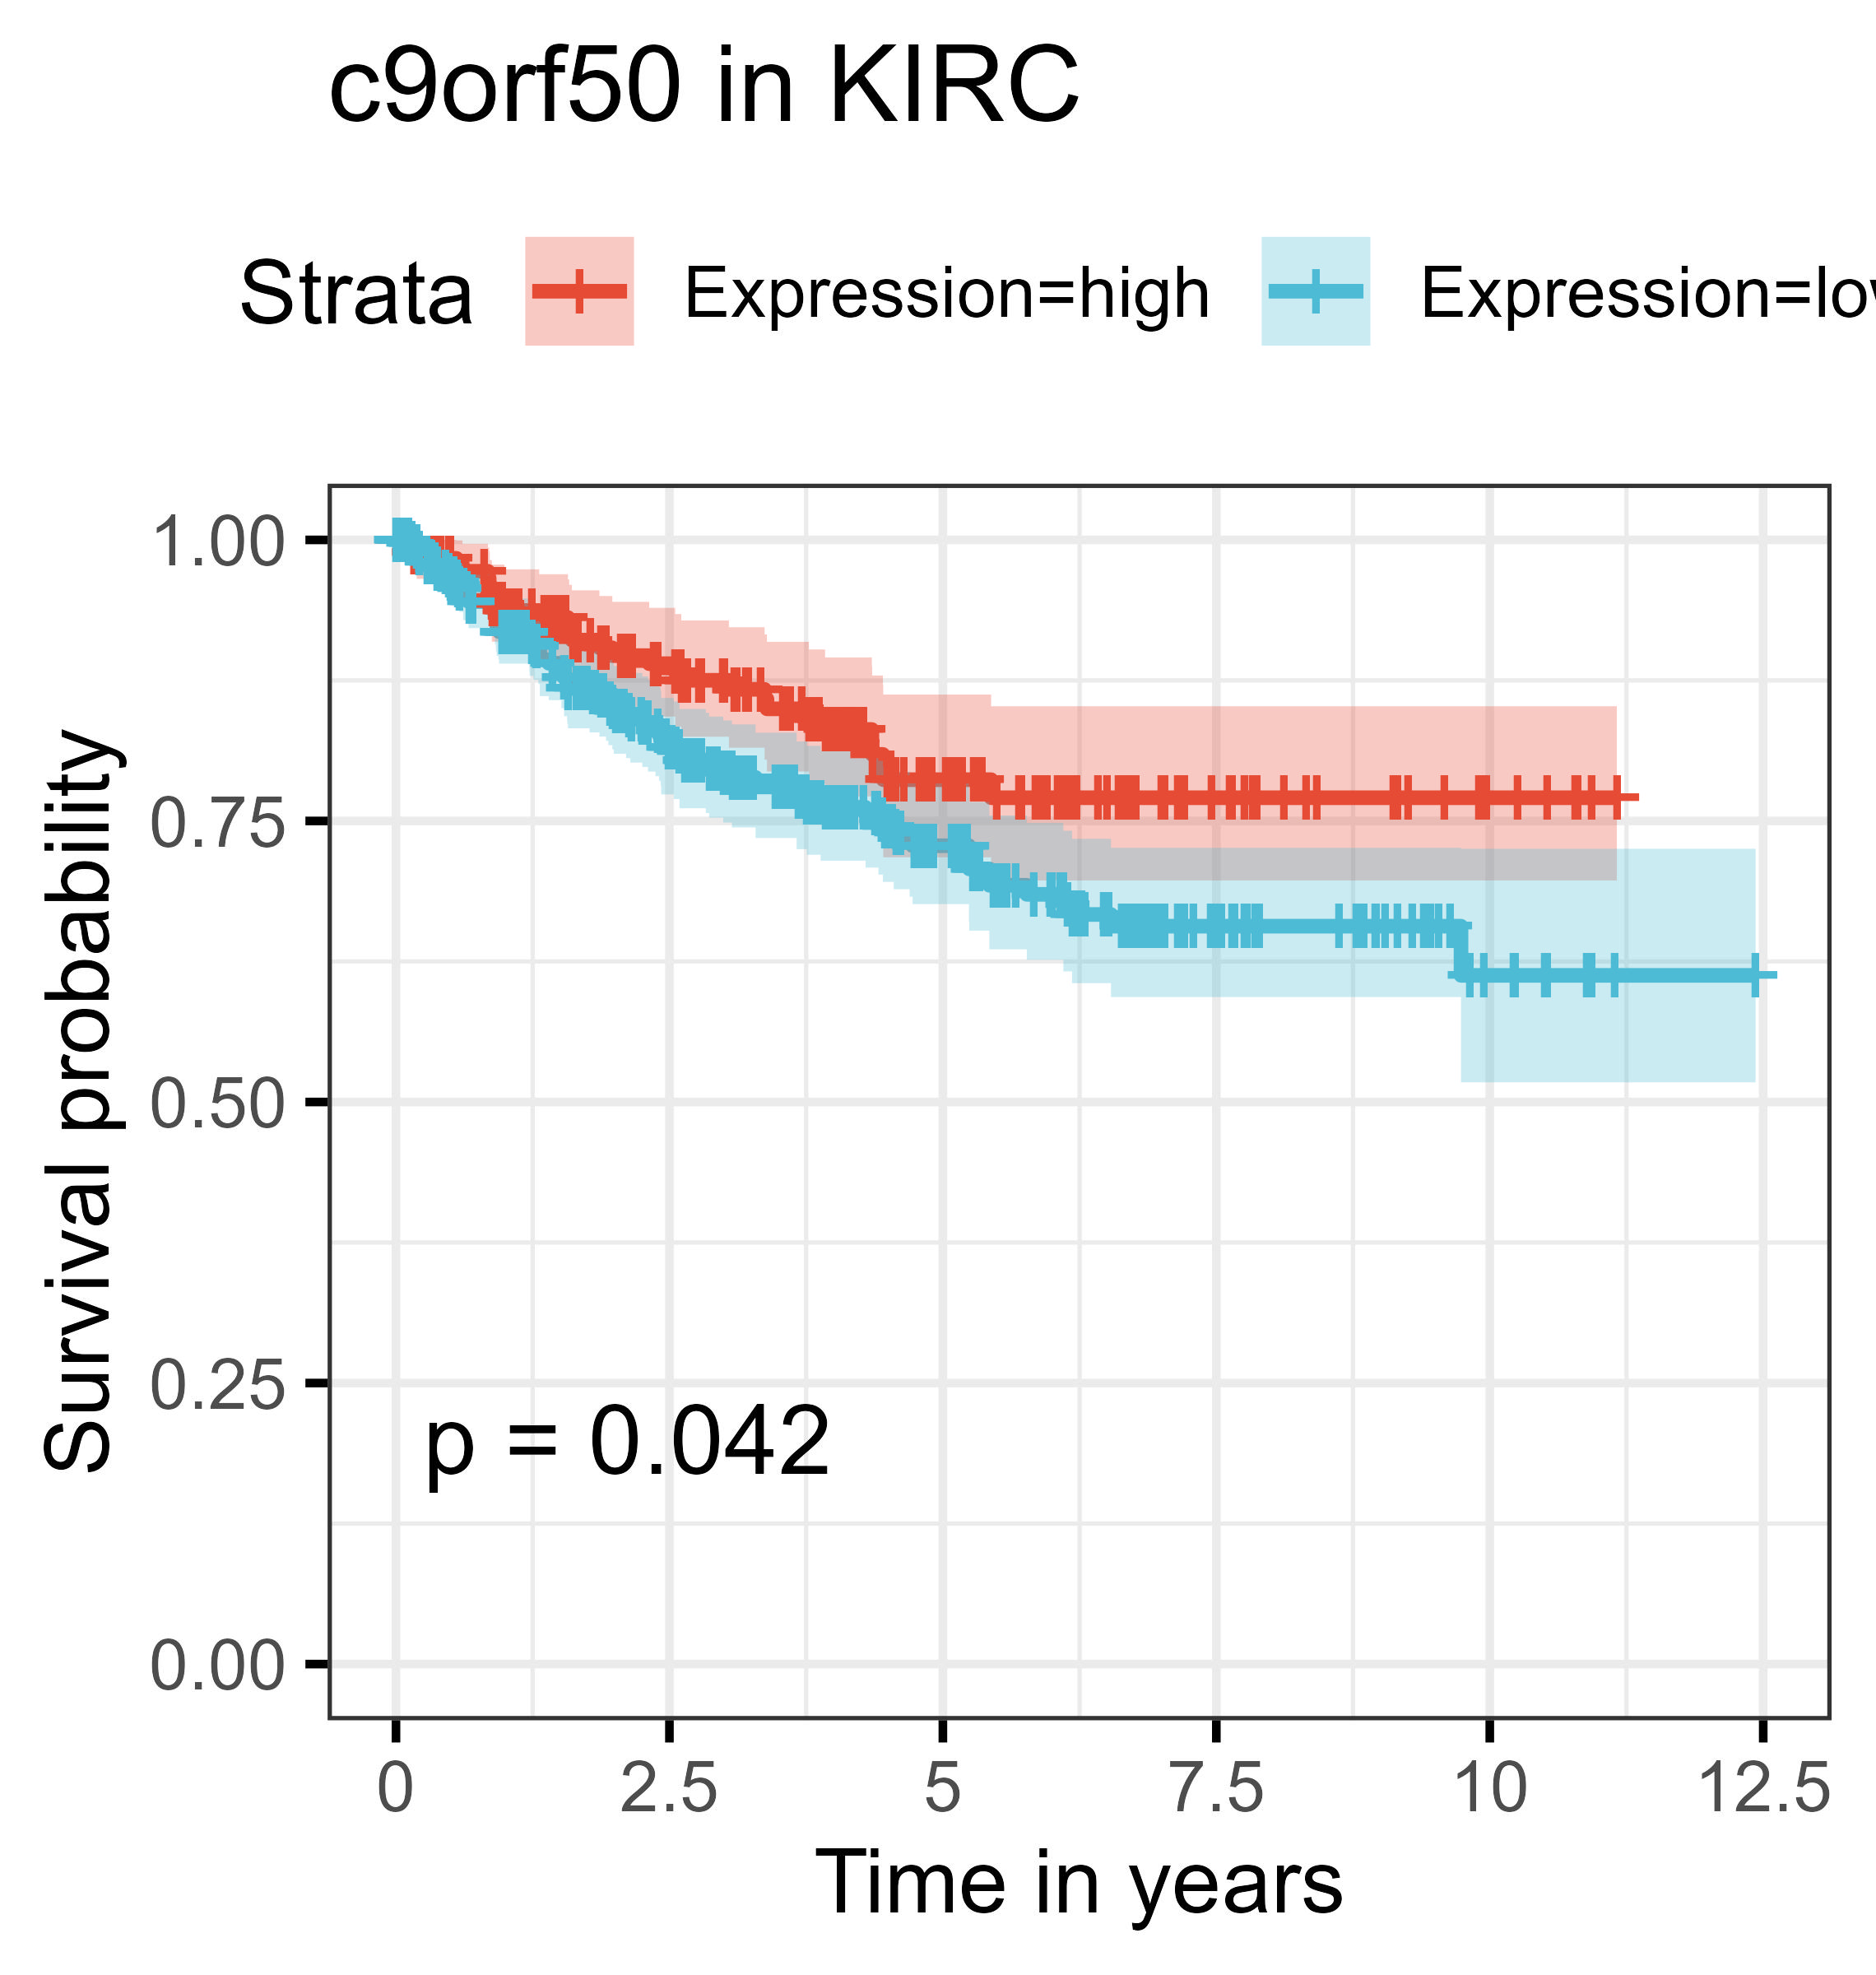 c9orf50 in KIRC
Strata Expression=high Expression=low
Survival probability
1.00
0.75
0.50
0.25
0.00
p = 0.042
0 2.5 5 7.5 10 12.5
Time in years